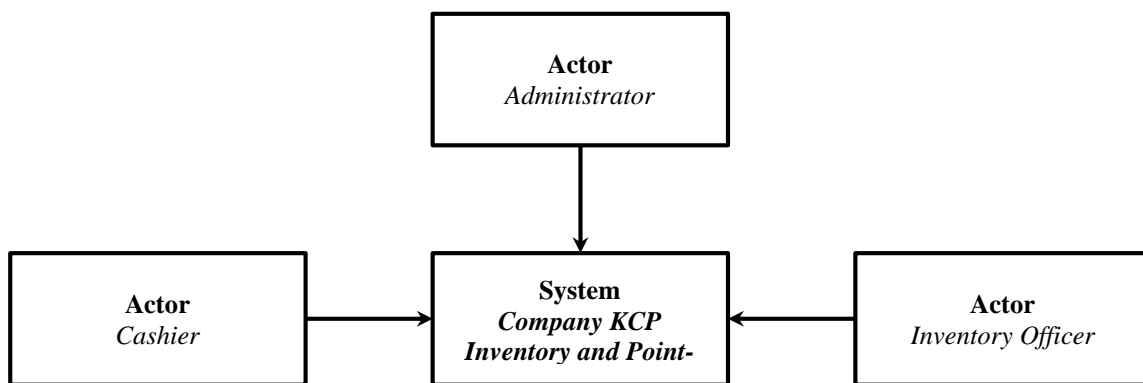 Actor
Administrator
Actor
Cashier
System
Company KCP
Inventory and Point-
Actor
Inventory Officer